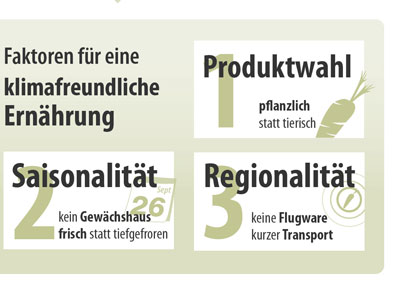 Faktoren für eine
klimafreundliche
Ernährung
1
Produktwahl
pflanzlich
statt tierisch
2
Saisonalität
Sept
26
kein Gewächshaus
frisch statt tiefgefroren
3
Regionalität
keine Flugware
kurzer Transport